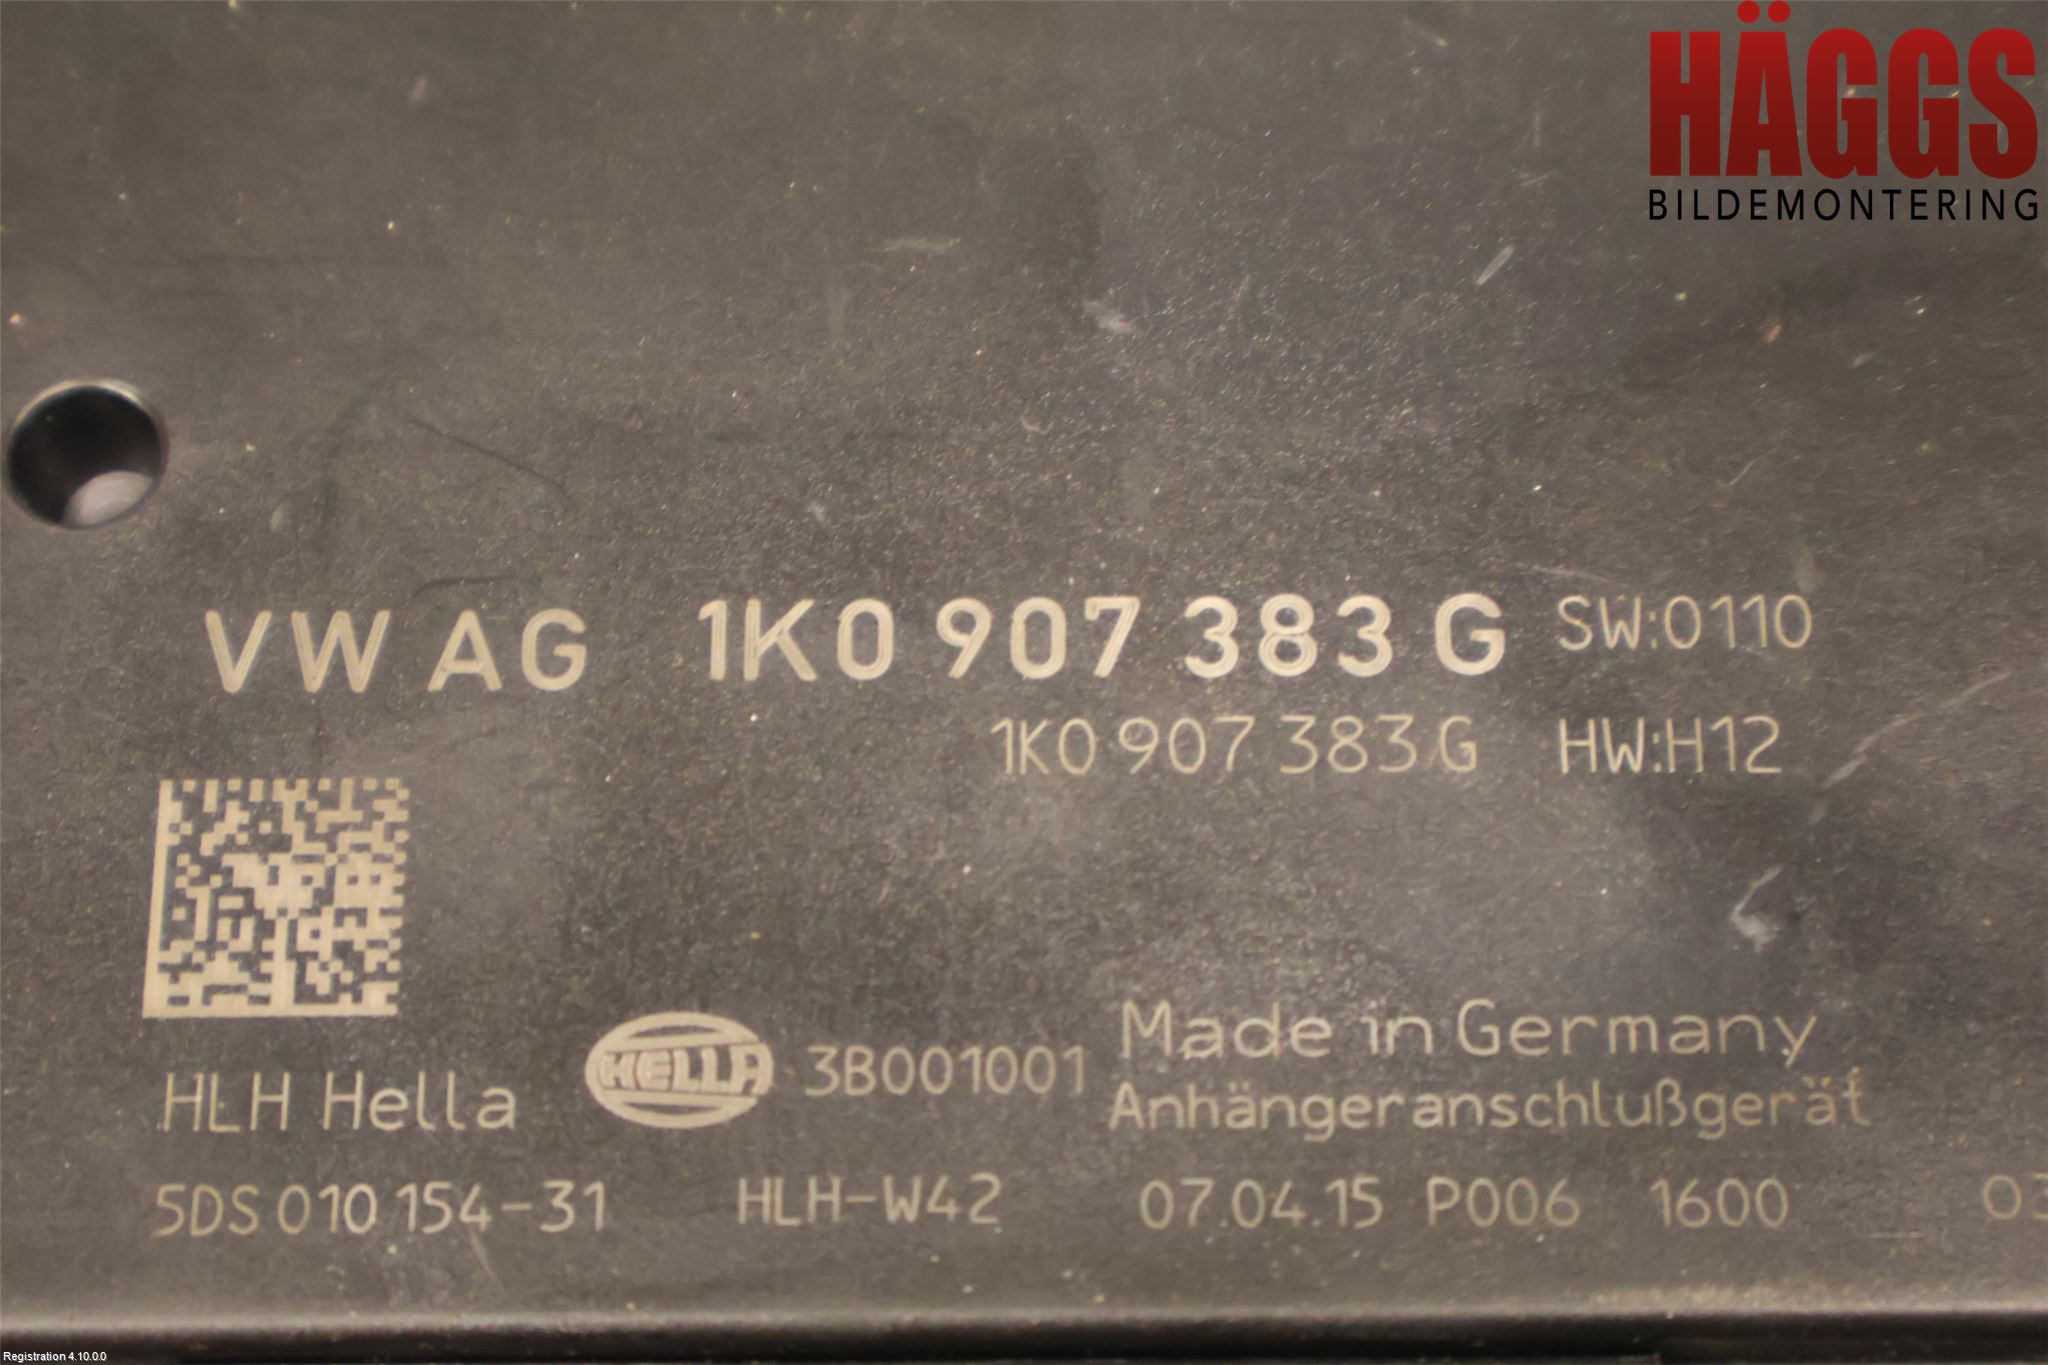 HÄGGS
BILDEMONTERING
VW AG 1K0 907 383 G SW:0110
1K0 907 383 G HW:H12
HLH Hella HELLA 3B001001 Made in Germany
Anhängeranschlußgerät
5DS 010 154-31 HLH-W42 07.04.15 P006 1600
Registration 4.10.0.0